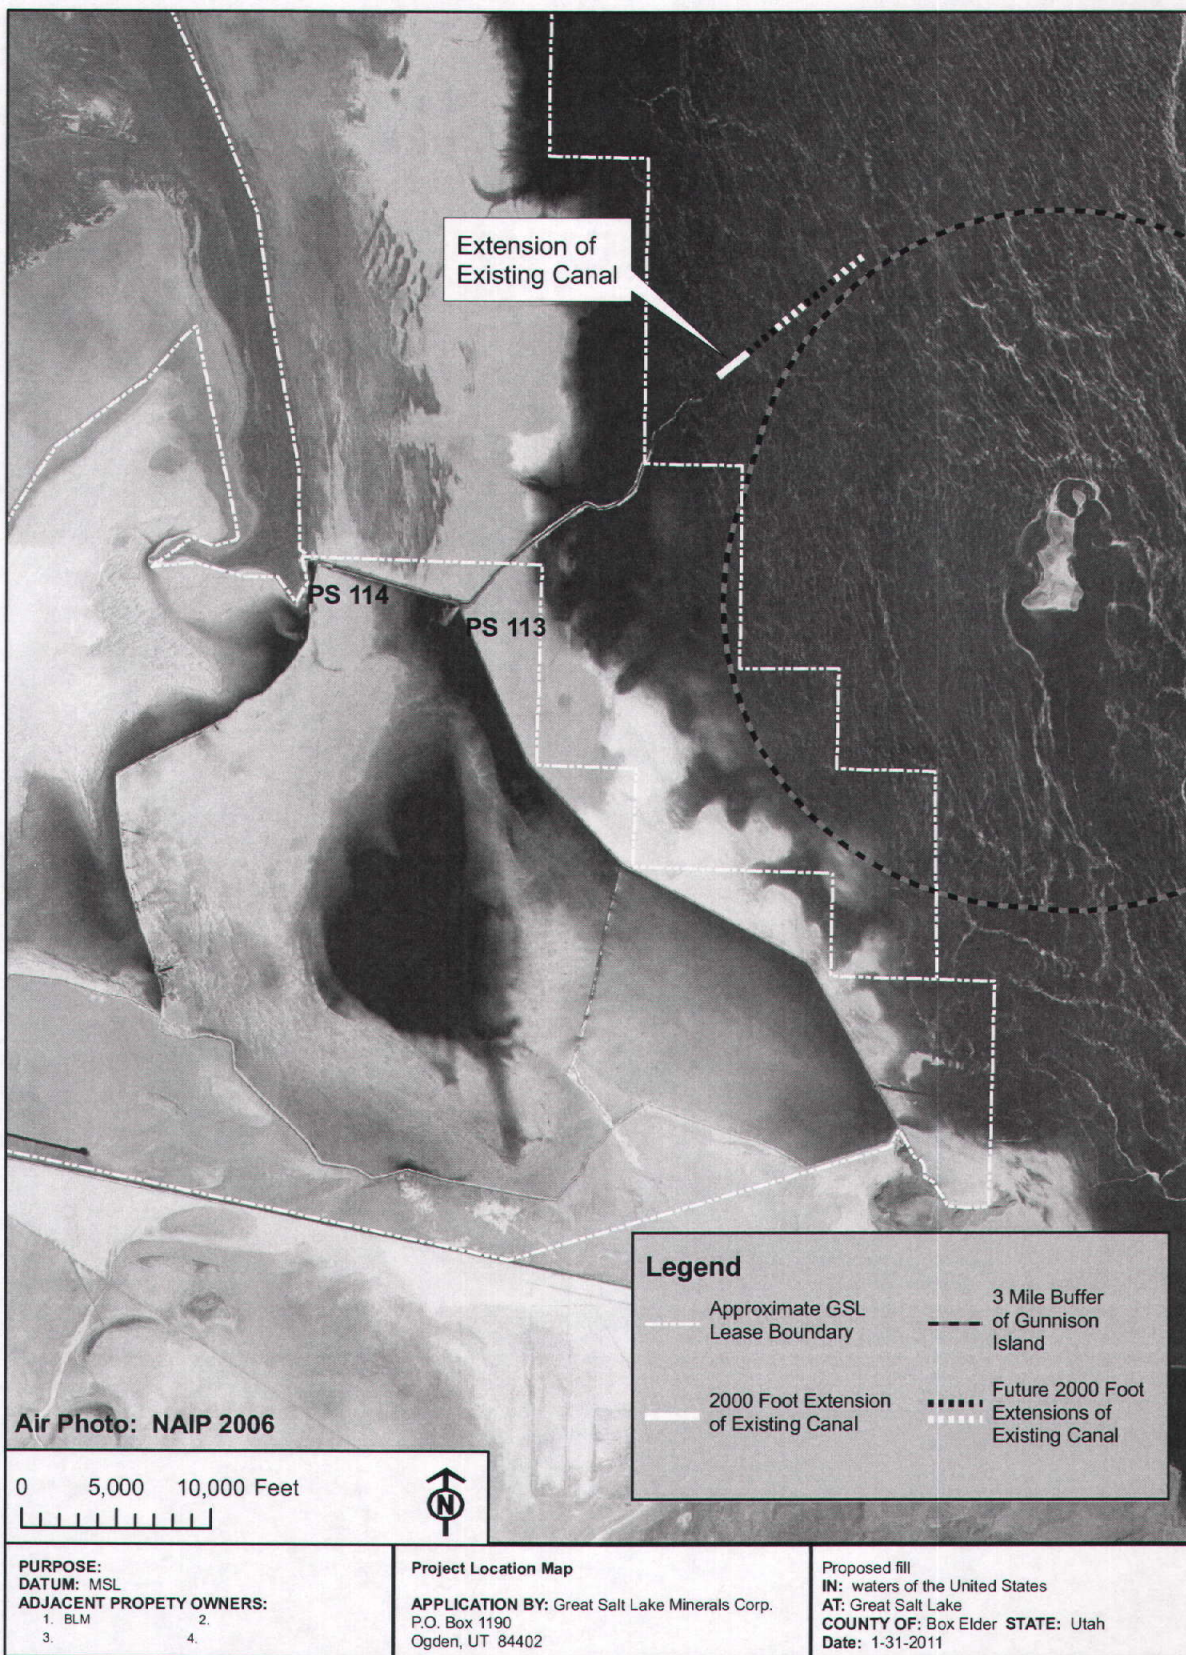 Extension of
Existing Canal
PS 114
PS 113
Legend
Approximate GSL
Lease Boundary
3 Mile Buffer
of Gunnison
Island
2000 Foot Extension
of Existing Canal
Future 2000 Foot
Extensions of
Existing Canal
Air Photo: NAIP 2006
0 5,000 10,000 Feet
N
PURPOSE:
DATUM: MSL
ADJACENT PROPETY OWNERS:
1. BLM 2.
3. 4.
Project Location Map
APPLICATION BY: Great Salt Lake Minerals Corp.
P.O. Box 1190
Ogden, UT 84402
Proposed fill
IN: waters of the United States
AT: Great Salt Lake
COUNTY OF: Box Elder STATE: Utah
Date: 1-31-2011